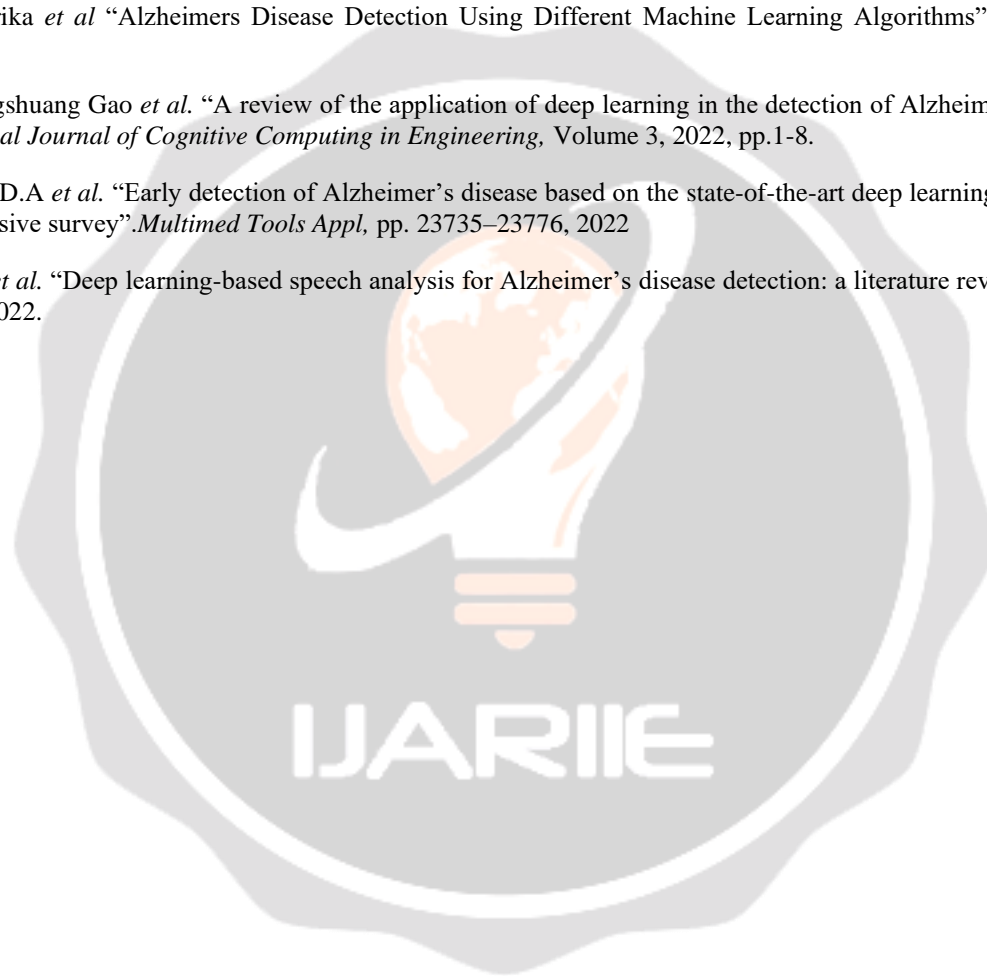 rika et al “Alzheimers Disease Detection Using Different Machine Learning Algorithms”
gshuang Gao et al. “A review of the application of deep learning in the detection of Alzheim
al Journal of Cognitive Computing in Engineering, Volume 3, 2022, pp.1-8.
D.A et al. “Early detection of Alzheimer’s disease based on the state-of-the-art deep learning
sive survey”.Multimed Tools Appl, pp. 23735–23776, 2022
et al. “Deep learning-based speech analysis for Alzheimer’s disease detection: a literature rev
022.
IJARIIE